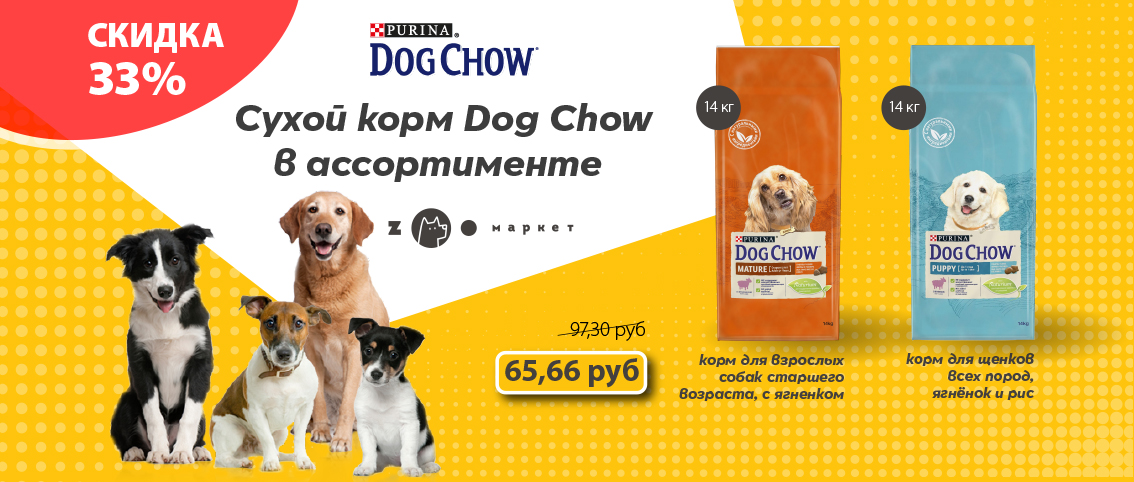 СКИДКА
33%
PURINA
DOG CHOW
Сухой корм Dog Chow
в ассортименте
Z маркет
97,30 руб
65,66 руб
14 кг
PURINA
DOG CHOW
MATURE
14kg
корм для взрослых
собак старшего
возраста, с ягненком
14 кг
PURINA
DOG CHOW
PUPPY
14kg
корм для щенков
всех пород,
ягнёнок и рис